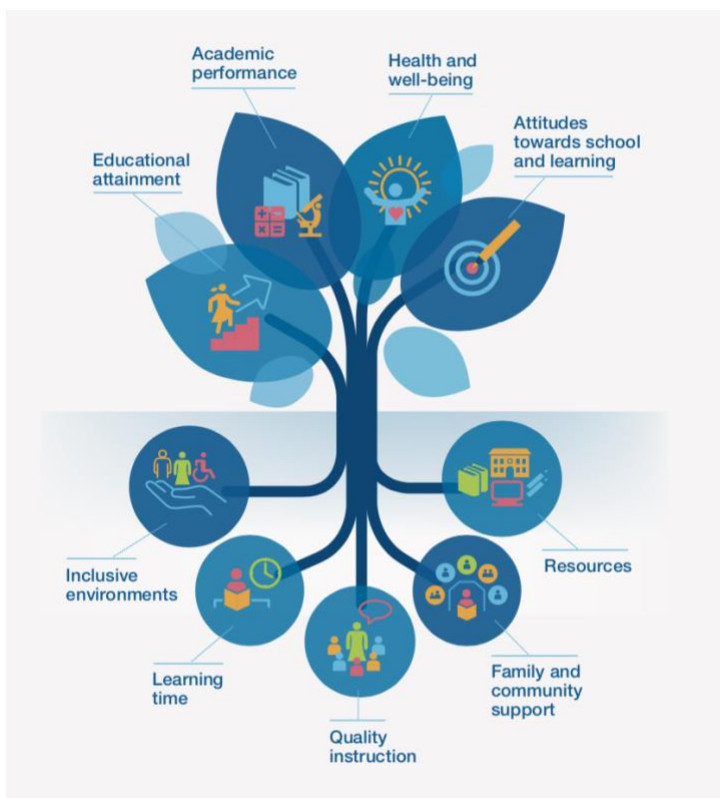 Academic
performance
Health and
well-being
Attitudes
towards school
and learning
Educational
attainment
Inclusive
environments
Resources
Learning
time
Family and
community
support
Quality
instruction